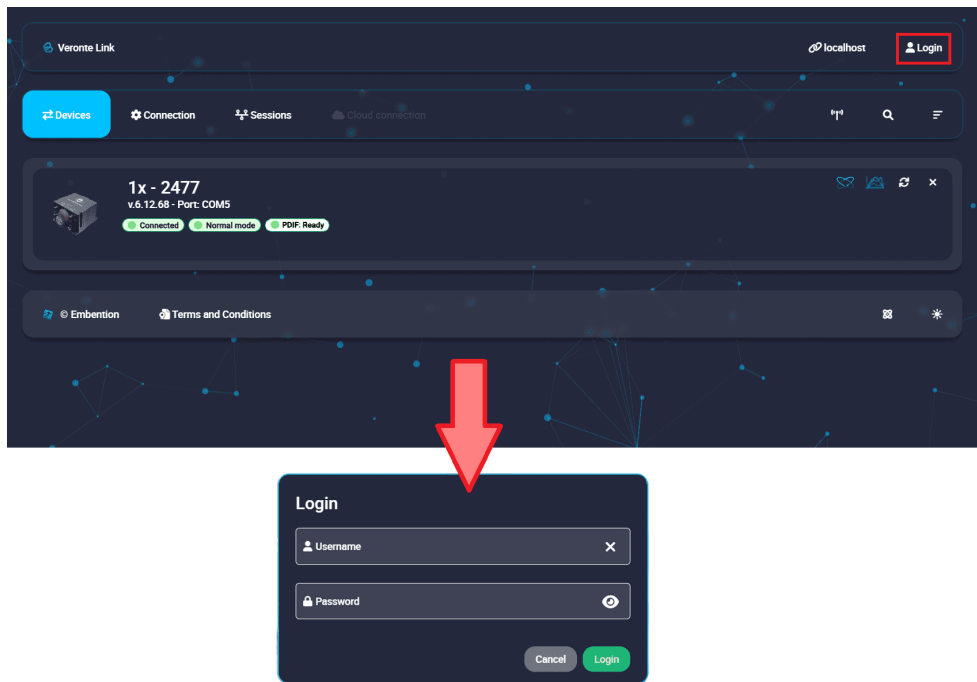 Veronte Link
localhost
Login
Devices
Connection
Sessions
Cloud connection
1x - 2477
v.6.12.68 - Port: COM5
Connected
Normal mode
PDIF: Ready
© Embention
Terms and Conditions
Login
Username
Password
Cancel
Login